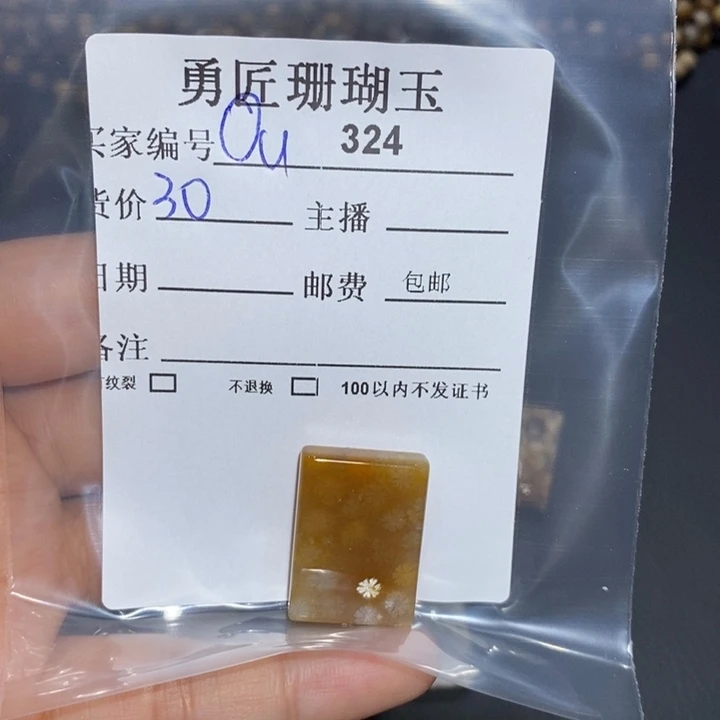 勇匠珊瑚玉
买家编号 Ou 324
货价 30 主播
日期 邮费 包邮
备注
纹裂 不退换 100以内不发证书